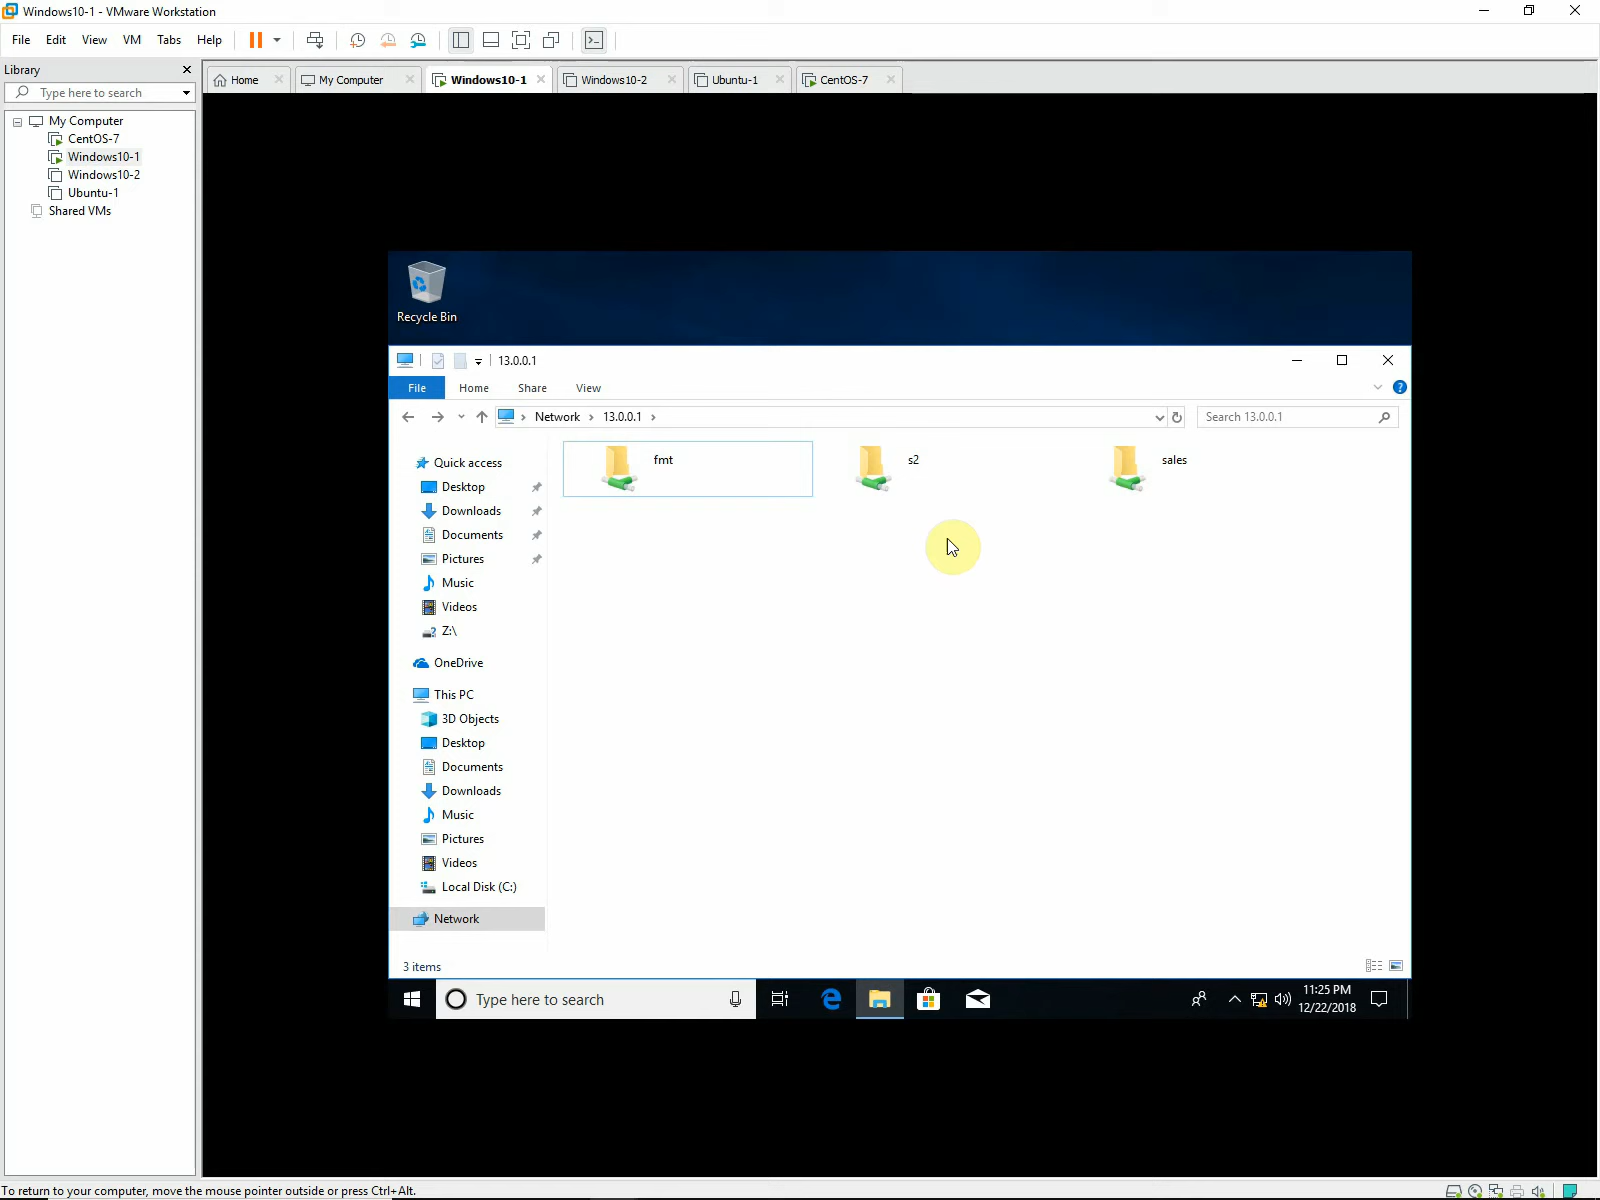 Windows10-1 - VMware Workstation
File Edit View VM Tabs Help
Library
Type here to search
Home My Computer Windows10-1 Windows10-2 Ubuntu-1 CentOS-7
My Computer
CentOS-7
Windows10-1
Windows10-2
Ubuntu-1
Shared VMs
Recycle Bin
13.0.0.1
File Home Share View
Network > 13.0.0.1 >
Search 13.0.0.1
Quick access
Desktop
Downloads
Documents
Pictures
Music
Videos
Z:\
OneDrive
This PC
3D Objects
Desktop
Documents
Downloads
Music
Pictures
Videos
Local Disk (C:)
Network
fmt s2 sales
3 items
Type here to search
11:25 PM
12/22/2018
To return to your computer, move the mouse pointer outside or press Ctrl+Alt.